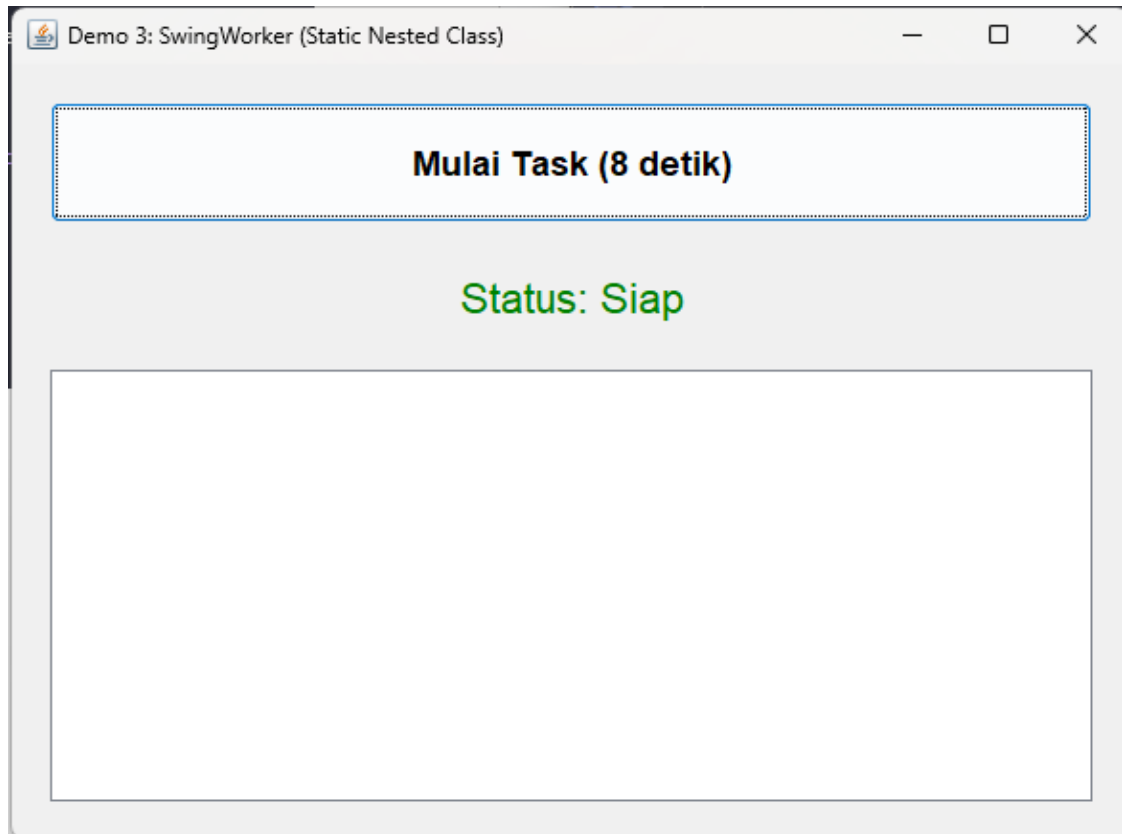 Demo 3: SwingWorker (Static Nested Class)
Mulai Task (8 detik)
Status: Siap